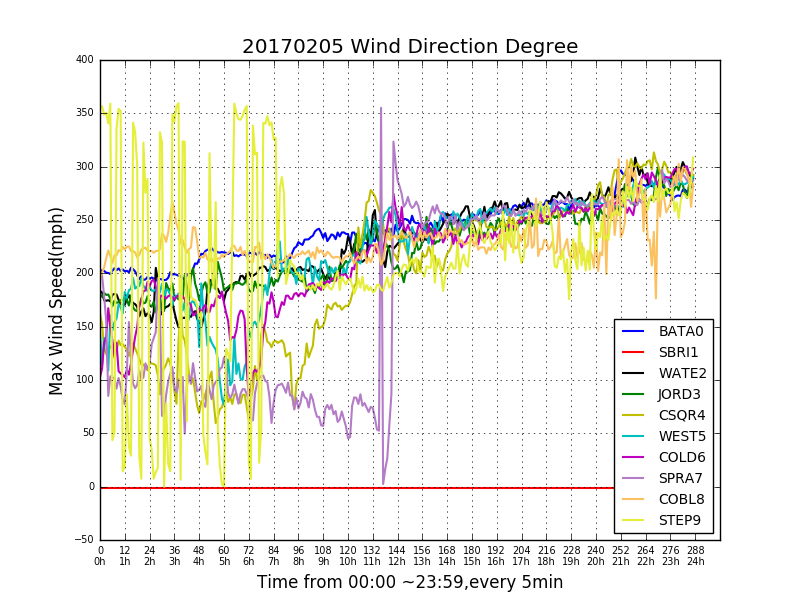 20170205 Wind Direction Degree
Max Wind Speed(mph)
400
350
300
250
200
150
100
50
0
−50
BATA0
SBRI1
WATE2
JORD3
CSQR4
WEST5
COLD6
SPRA7
COBL8
STEP9
0 12 24 36 48 60 72 84 96 108 120 132 144 156 168 180 192 204 216 228 240 252 264 276 288
0h 1h 2h 3h 4h 5h 6h 7h 8h 9h 10h 11h 12h 13h 14h 15h 16h 17h 18h 19h 20h 21h 22h 23h 24h
Time from 00:00 ~23:59,every 5min